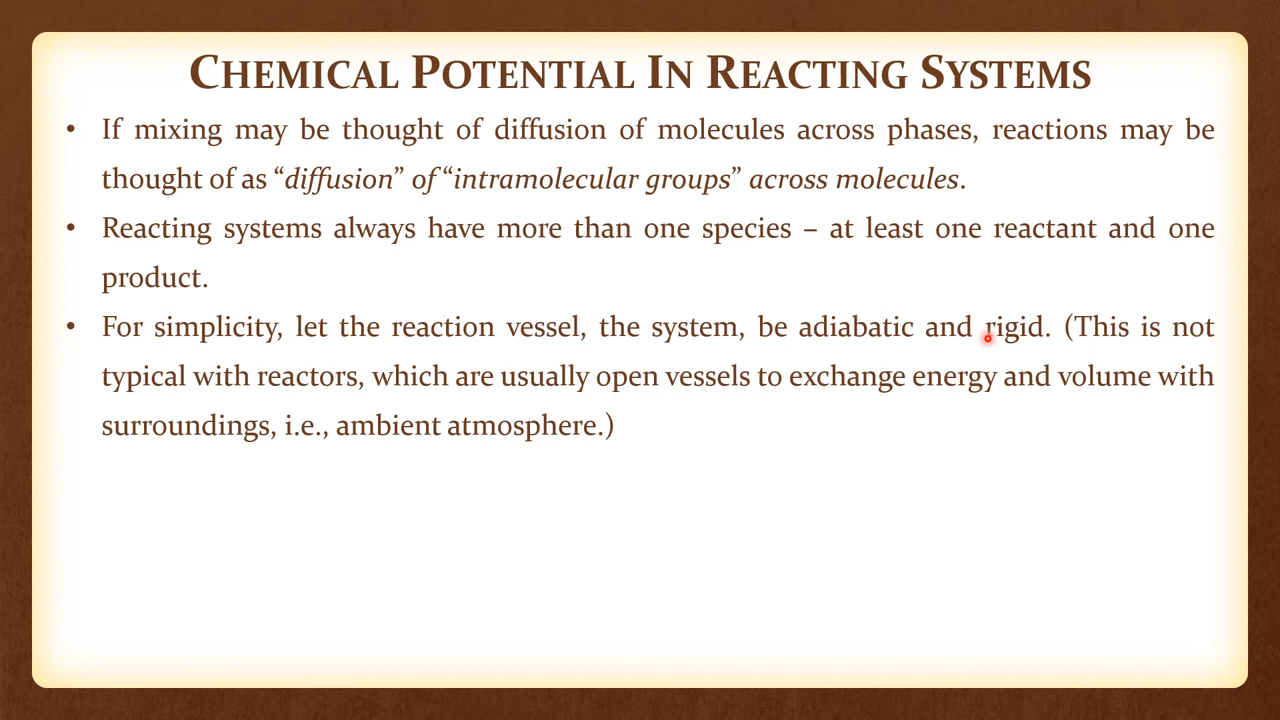 CHEMICAL POTENTIAL IN REACTING SYSTEMS
• If mixing may be thought of diffusion of molecules across phases, reactions may be
thought of as “diffusion” of “intramolecular groups” across molecules.
• Reacting systems always have more than one species – at least one reactant and one
product.
• For simplicity, let the reaction vessel, the system, be adiabatic and rigid. (This is not
typical with reactors, which are usually open vessels to exchange energy and volume with
surroundings, i.e., ambient atmosphere.)